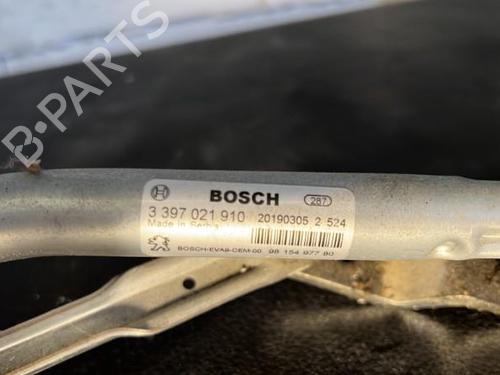 BOSCH 287
3 397 021 910 20190305 2 524
Made in Serbia
BOSCH-EVAS-CEM-00 98 154 977 80
B-PARTS